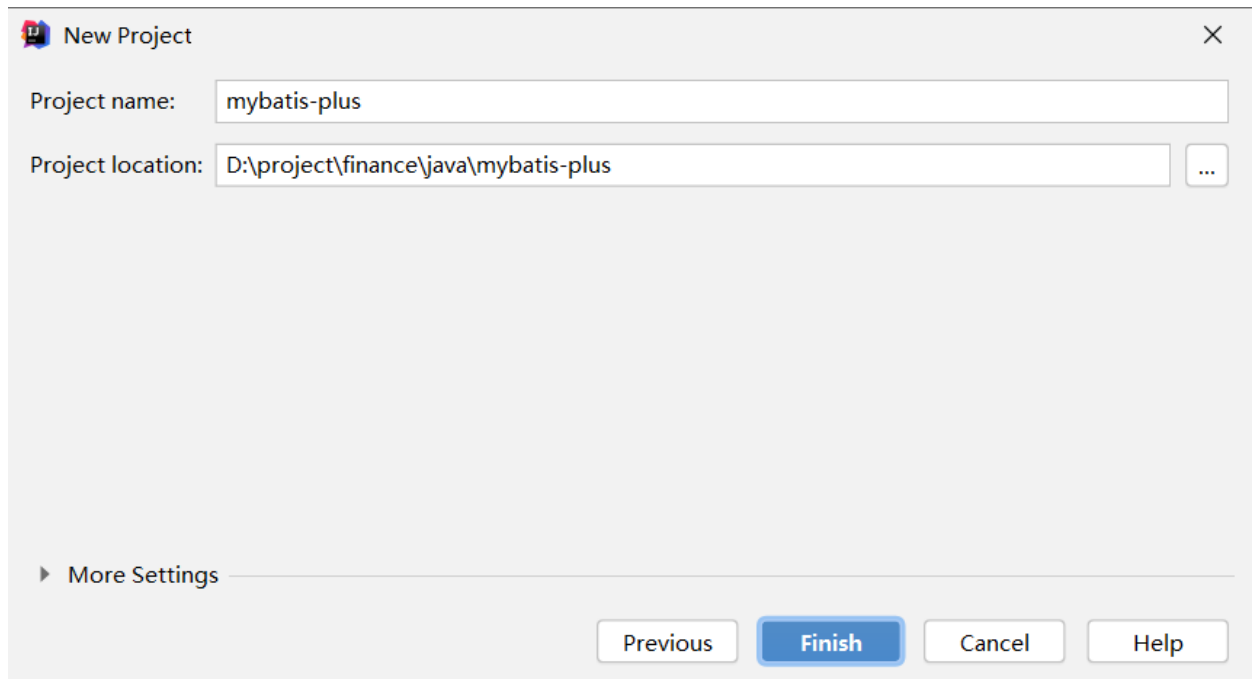 New Project
Project name: mybatis-plus
Project location: D:\project\finance\java\mybatis-plus ...
More Settings
Previous Finish Cancel Help